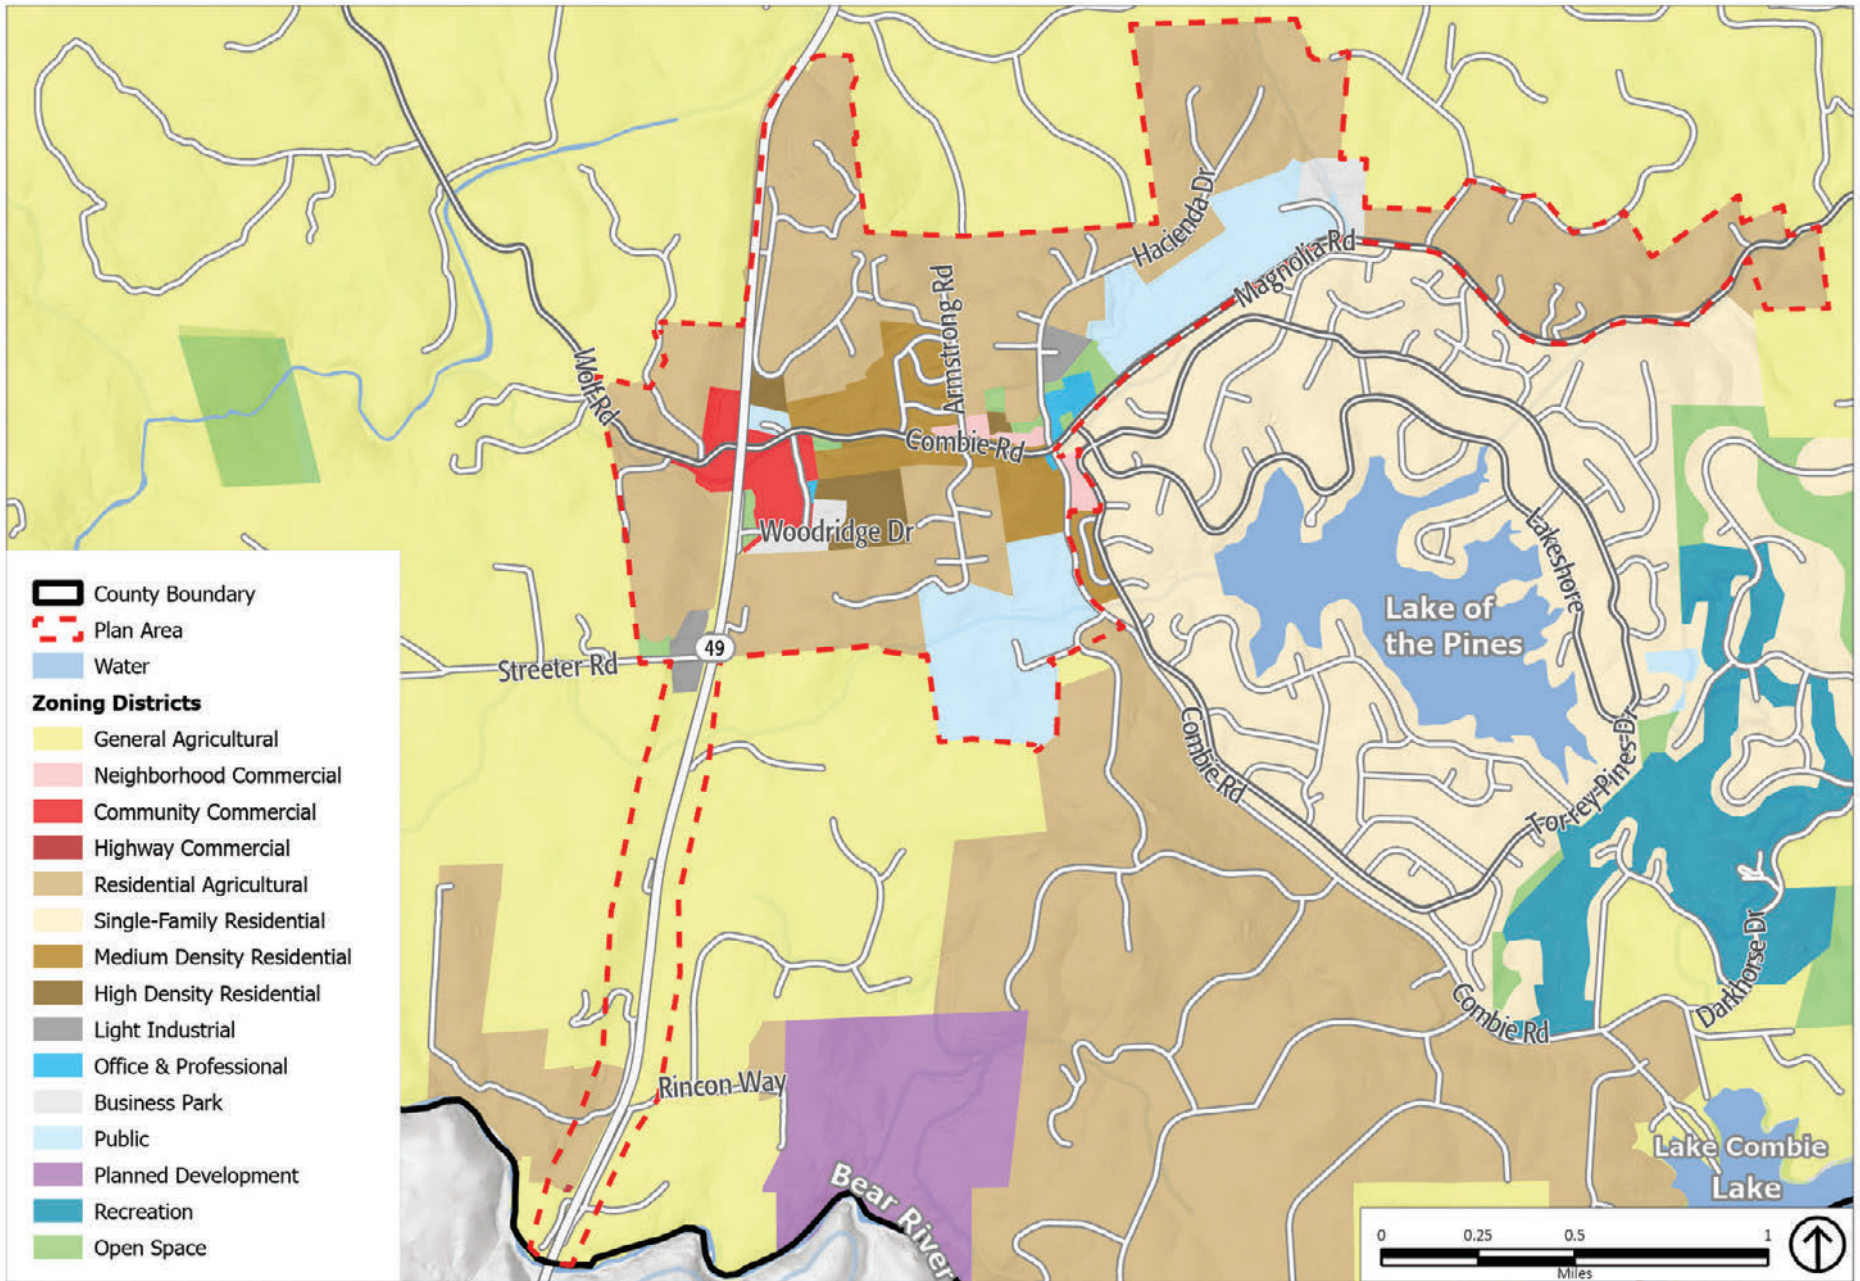 Hacienda Dr
Magnolia Rd
Armstrong Rd
Wolf Rd
Combie Rd
Woodridge Dr
Lakeshore
Lake of
the Pines
49
Streeter Rd
Combie Rd
Torrey Pines Dr
Darkhorse Dr
Combie Rd
Rincon Way
Bear River
Lake Combie
Lake
County Boundary
Plan Area
Water
Zoning Districts
General Agricultural
Neighborhood Commercial
Community Commercial
Highway Commercial
Residential Agricultural
Single-Family Residential
Medium Density Residential
High Density Residential
Light Industrial
Office & Professional
Business Park
Public
Planned Development
Recreation
Open Space
0 0.25 0.5 1
Miles